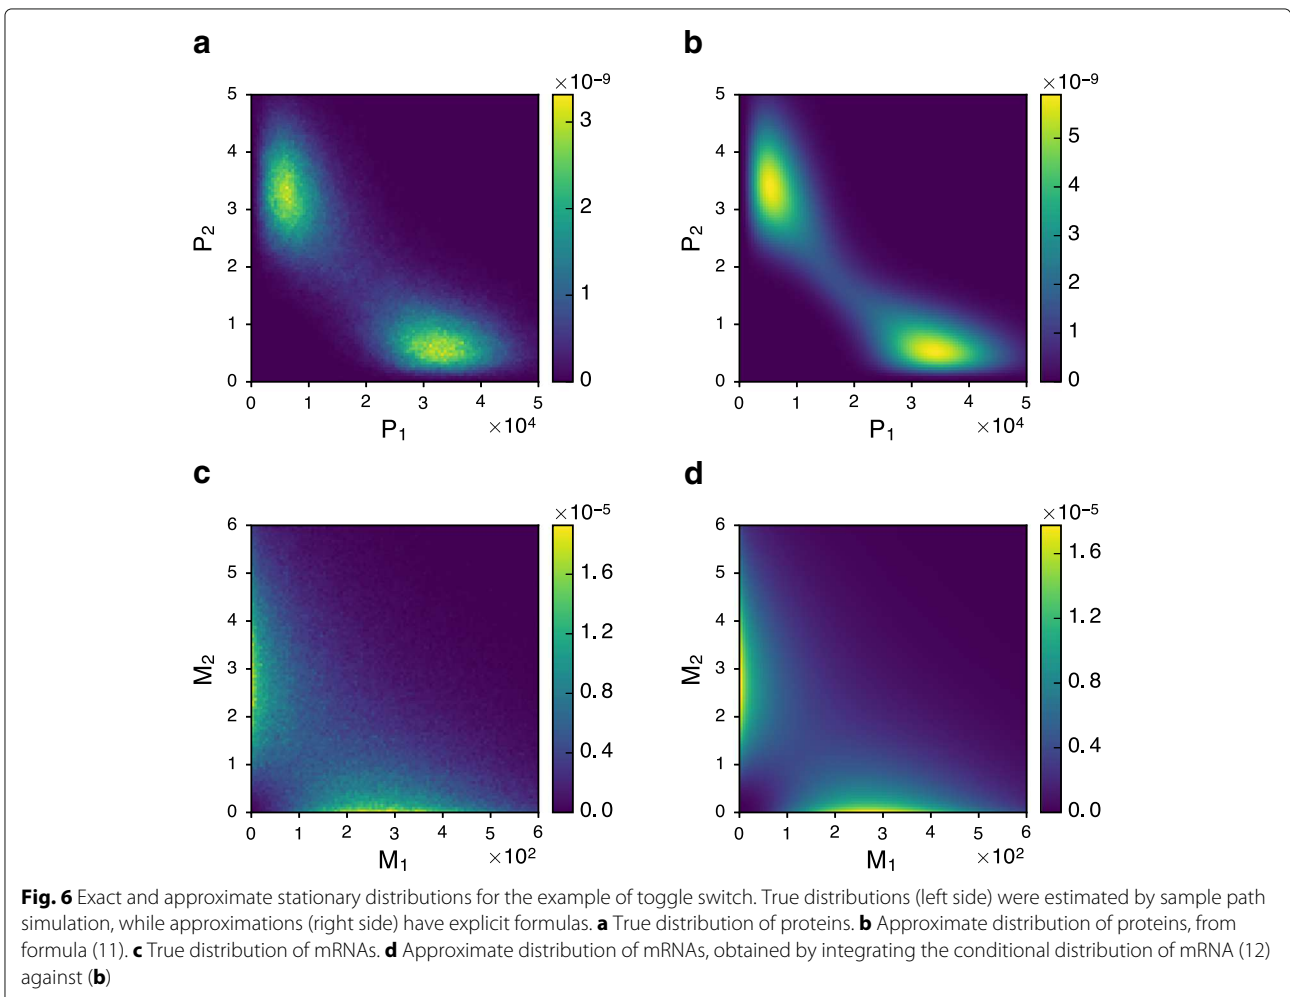 a
×10⁻⁹
5
4
3
2
1
0
P₂
0 1 2 3 4 5
×10⁴
P₁
3
2
1
0
b
×10⁻⁹
5
4
3
2
1
0
P₂
0 1 2 3 4 5
×10⁴
P₁
5
4
3
2
1
0
c
×10⁻⁵
6
5
4
3
2
1
0
M₂
0 1 2 3 4 5 6
×10²
M₁
1.6
1.2
0.8
0.4
0.0
d
×10⁻⁵
6
5
4
3
2
1
0
M₂
0 1 2 3 4 5 6
×10²
M₁
1.6
1.2
0.8
0.4
0.0
Fig. 6 Exact and approximate stationary distributions for the example of toggle switch. True distributions (left side) were estimated by sample path
simulation, while approximations (right side) have explicit formulas. a True distribution of proteins. b Approximate distribution of proteins, from
formula (11). c True distribution of mRNAs. d Approximate distribution of mRNAs, obtained by integrating the conditional distribution of mRNA (12)
against (b)